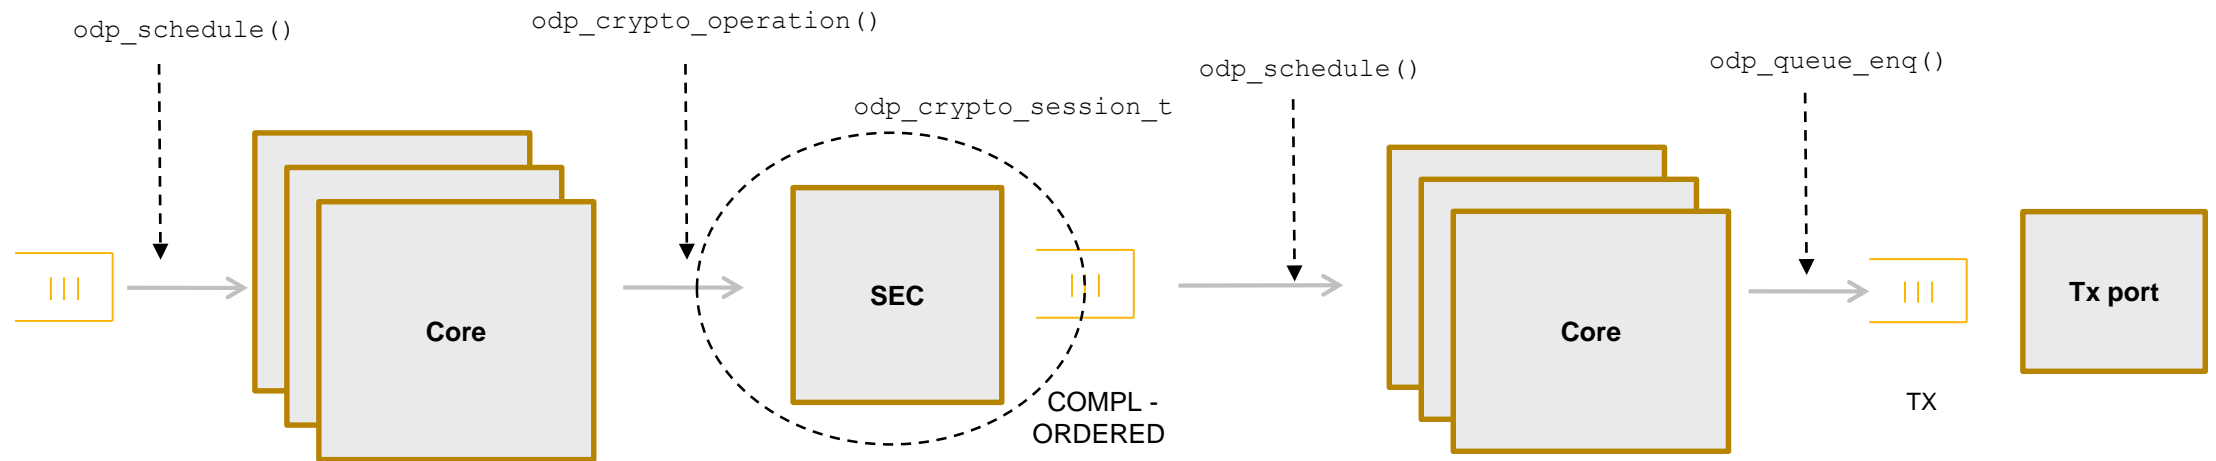 odp_schedule()
odp_crypto_operation()
odp_crypto_session_t
odp_schedule()
odp_queue_enq()
Core
SEC
COMPL -
ORDERED
Core
TX
Tx port